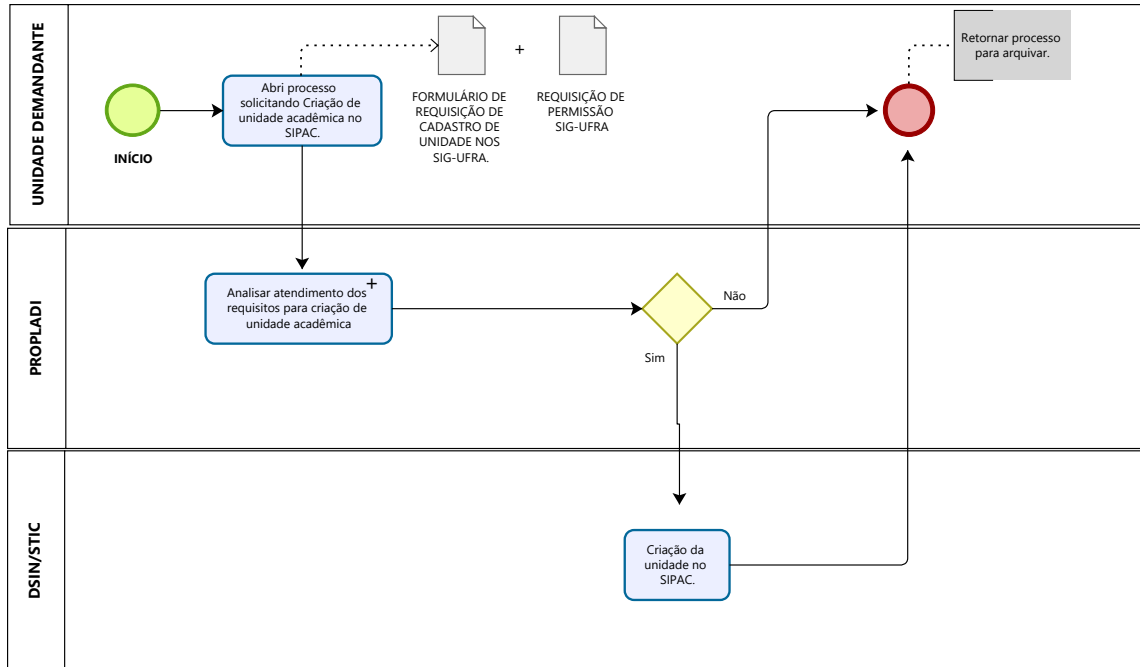 UNIDADE DEMANDANTE
INÍCIO
Abri processo
solicitando Criação de
unidade acadêmica no
SIPAC.
FORMULÁRIO DE
REQUISIÇÃO DE
CADASTRO DE
UNIDADE NOS
SIG-UFRA.
+
REQUISIÇÃO DE
PERMISSÃO
SIG-UFRA
Retornar processo
para arquivar.
PROPLADI
Analisar atendimento dos
requisitos para criação de
unidade acadêmica
+
Não
Sim
DSIN/STIC
Criação da
unidade no
SIPAC.